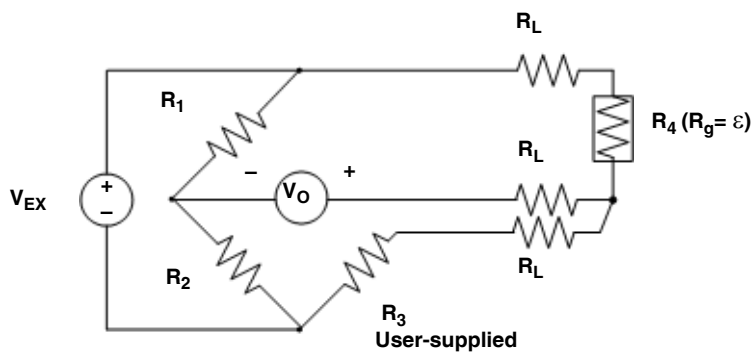 R_L
R_1
R_4 (R_g= ε)
R_L
– +
V_O
+
–
V_EX
R_L
R_2
R_3
User-supplied